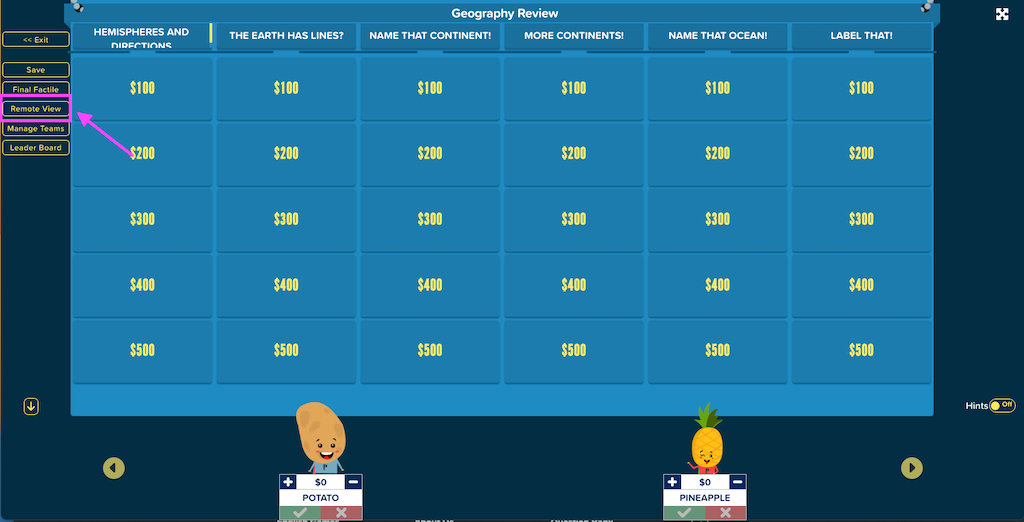 Geography Review
HEMISPHERES AND
DIRECTIONS
THE EARTH HAS LINES?
NAME THAT CONTINENT!
MORE CONTINENTS!
NAME THAT OCEAN!
LABEL THAT!
<< Exit
Save
Final Factile
Remote View
Manage Teams
Leader Board
$100 $100 $100 $100 $100 $100
$200 $200 $200 $200 $200 $200
$300 $300 $300 $300 $300 $300
$400 $400 $400 $400 $400 $400
$500 $500 $500 $500 $500 $500
Hints Off
$0
POTATO
$0
PINEAPPLE